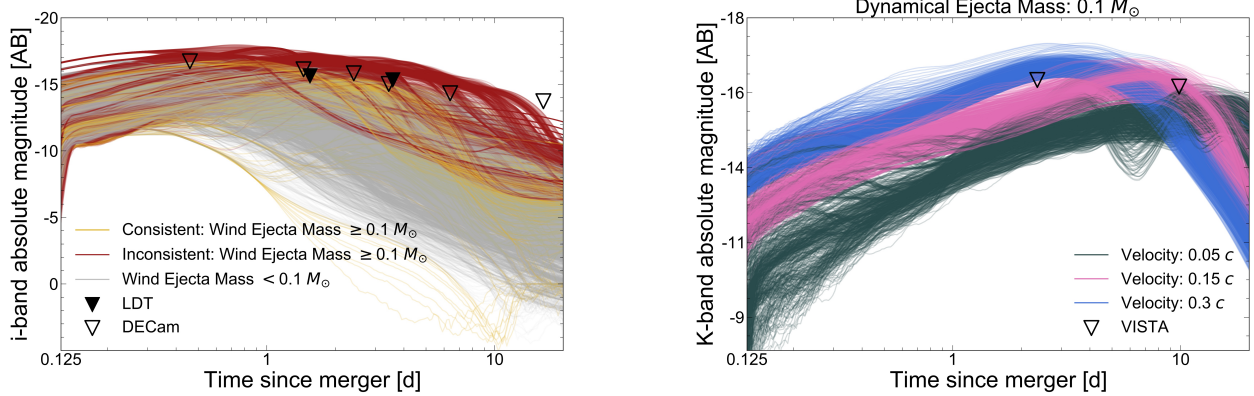 i-band absolute magnitude [AB]
-20
-15
-10
-5
0
0.125
1
10
Time since merger [d]
Consistent: Wind Ejecta Mass ≥ 0.1 M⊙
Inconsistent: Wind Ejecta Mass ≥ 0.1 M⊙
Wind Ejecta Mass < 0.1 M⊙
LDT
DECam
Dynamical Ejecta Mass: 0.1 M⊙
K-band absolute magnitude [AB]
-18
-16
-14
-11
-9
0.125
1
10
Time since merger [d]
Velocity: 0.05 c
Velocity: 0.15 c
Velocity: 0.3 c
VISTA